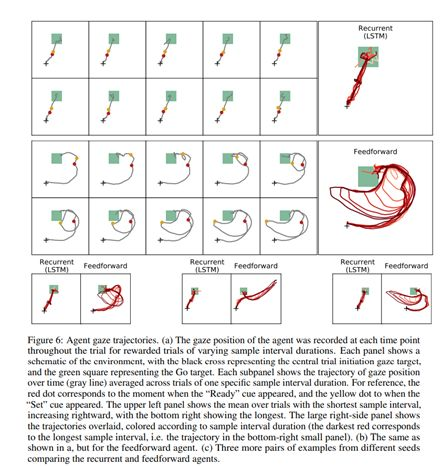 Recurrent
(LSTM)
Feedforward
Recurrent
(LSTM)
Feedforward
Recurrent
(LSTM)
Feedforward
Recurrent
(LSTM)
Feedforward
Figure 6: Agent gaze trajectories. (a) The gaze position of the agent was recorded at each time point
throughout the trial for rewarded trials of varying sample interval durations. Each panel shows a
schematic of the environment, with the black cross representing the central trial initiation gaze target,
and the green square representing the Go target. Each subpanel shows the trajectory of gaze position
over time (gray line) averaged across trials of one specific sample interval duration. For reference, the
red dot corresponds to the moment when the “Ready” cue appeared, and the yellow dot to when the
“Set” cue appeared. The upper left panel shows the mean over trials with the shortest sample interval,
increasing rightward, with the bottom right showing the longest. The large right-side panel shows
the trajectories overlaid, colored according to sample interval duration (the darkest red corresponds
to the longest sample interval, i.e. the trajectory in the bottom-right small panel). (b) The same as
shown in a, but for the feedforward agent. (c) Three more pairs of examples from different seeds
comparing the recurrent and feedforward agents.